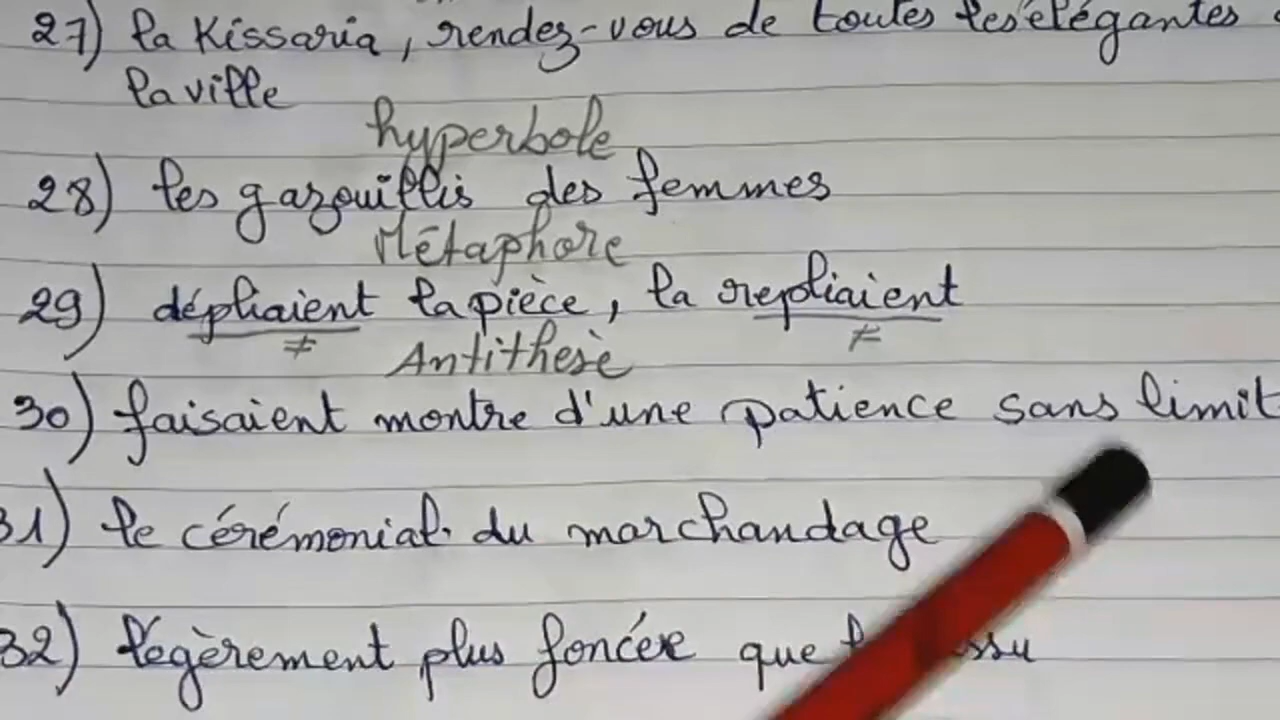 27) la Kissaria, rendez-vous de toutes les élégantes
la ville
hyperbole
28) les gazouillis des femmes
Métaphore
29) dépliaient la pièce, la repliaient
≠ ≠
Antithesè
30) faisaient montre d'une patience sans limit
31) le cérémonial du marchandage
32) légèrement plus foncée que